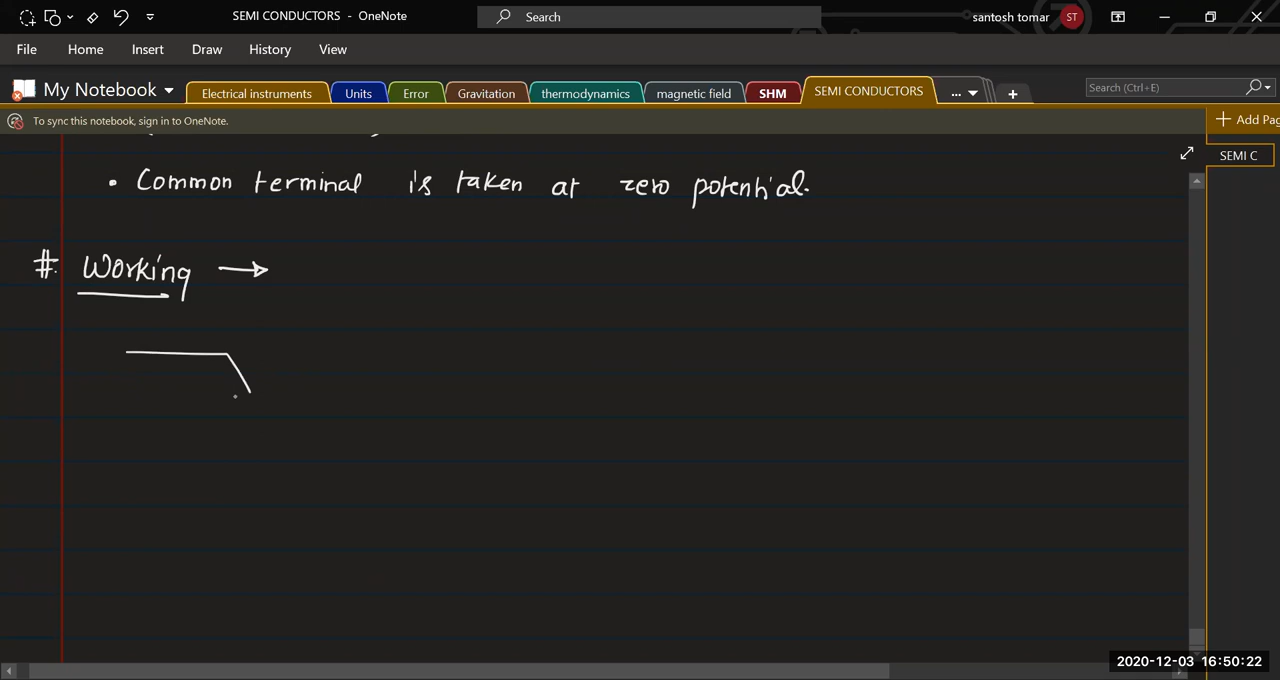 SEMI CONDUCTORS - OneNote
Search
santosh tomar
ST
File Home Insert Draw History View
My Notebook
Electrical instruments Units Error Gravitation thermodynamics magnetic field SHM SEMI CONDUCTORS ...
Search (Ctrl+E)
To sync this notebook, sign in to OneNote.
Add Pag
SEMI C
• Common terminal is taken at zero potential.
# Working →
2020-12-03 16:50:22